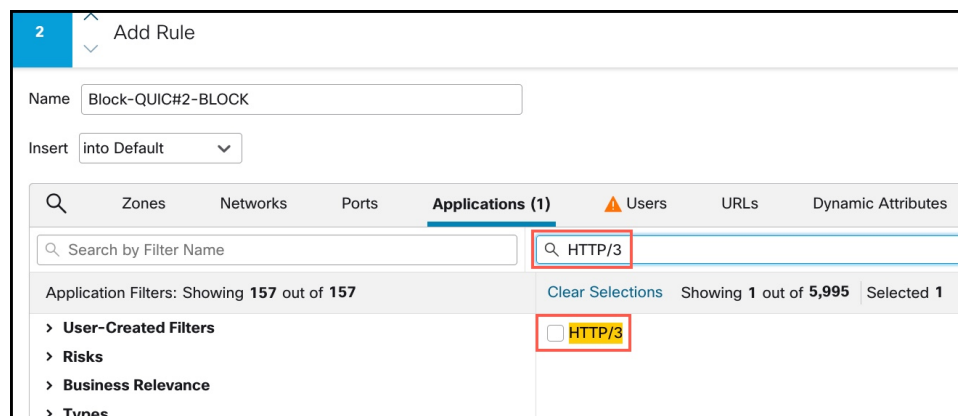 2 Add Rule
Name Block-QUIC#2-BLOCK
Insert into Default
Zones Networks Ports Applications (1) Users URLs Dynamic Attributes
Search by Filter Name HTTP/3
Application Filters: Showing 157 out of 157 Clear Selections Showing 1 out of 5,995 Selected 1
User-Created Filters HTTP/3
Risks
Business Relevance
Types